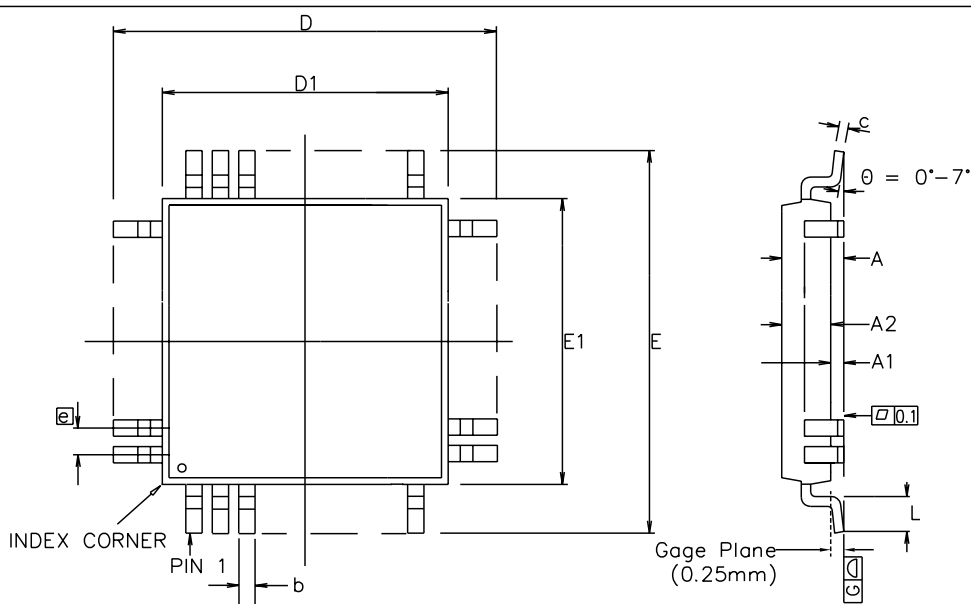 D
D1
c
θ = 0°-7°
A
E1
E
A2
A1
e
0.1
L
INDEX CORNER
PIN 1
b
Gage Plane
(0.25mm)
G